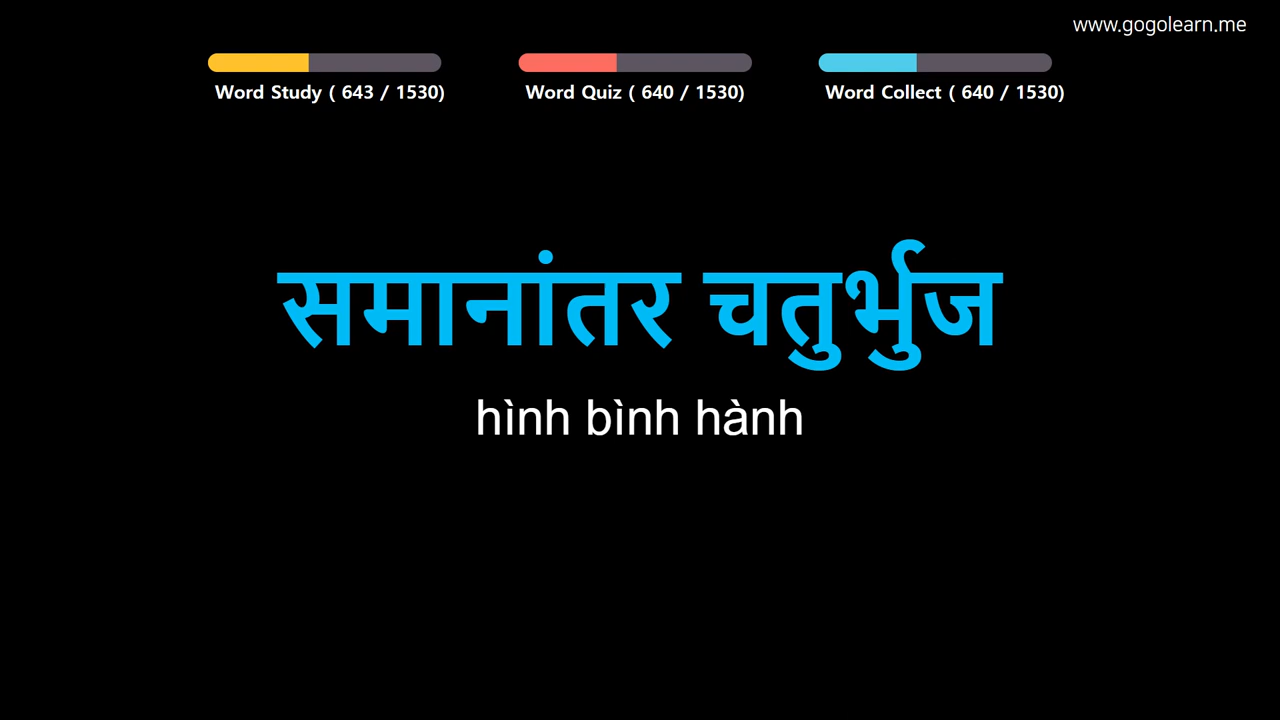 www.gogolearn.me
Word Study ( 643 / 1530)
Word Quiz ( 640 / 1530)
Word Collect ( 640 / 1530)
समानांतर चतुर्भुज
hình bình hành